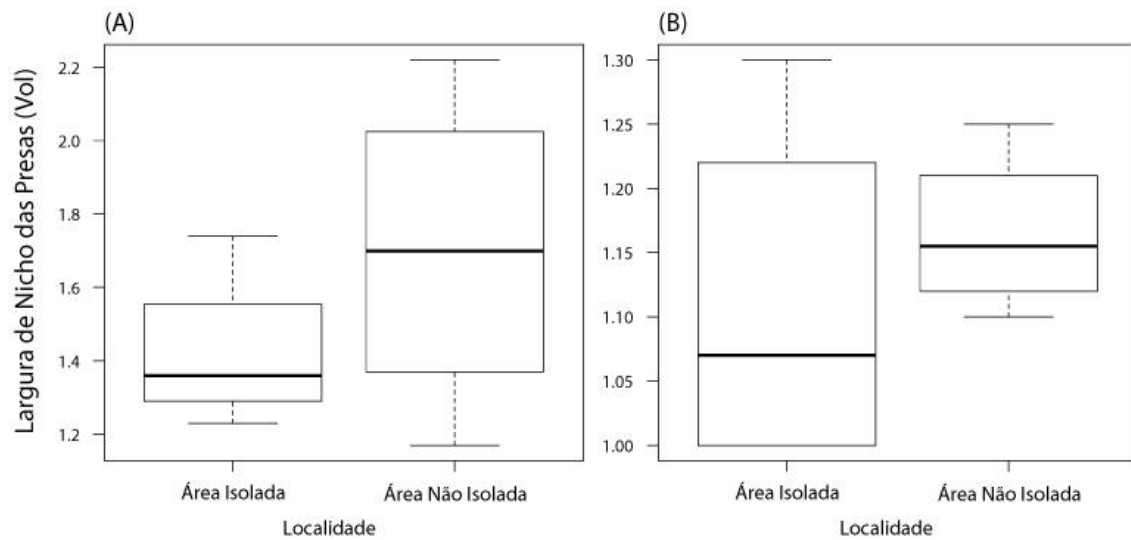 (A)
Largura de Nicho das Presas (Vol)
2.2
2.0
1.8
1.6
1.4
1.2
Área Isolada
Área Não Isolada
Localidade
(B)
1.30
1.25
1.20
1.15
1.10
1.05
1.00
Área Isolada
Área Não Isolada
Localidade